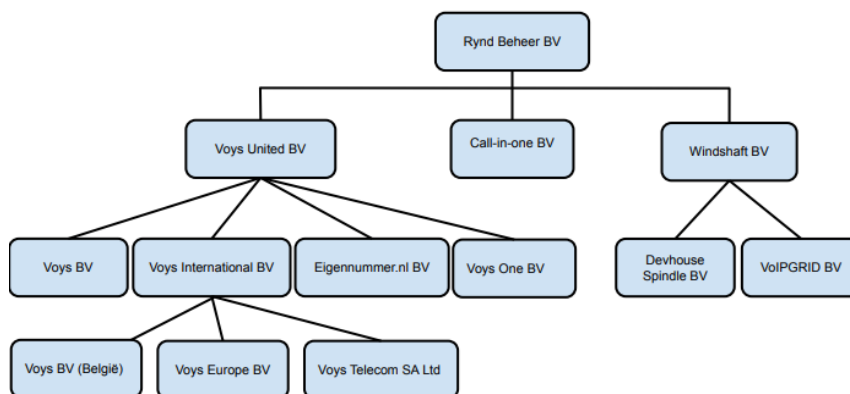 Rynd Beheer BV
Voys United BV
Call-in-one BV
Windshaft BV
Voys BV
Voys International BV
Eigennummer.nl BV
Voys One BV
Devhouse
Spindle BV
VoIPGRID BV
Voys BV (België)
Voys Europe BV
Voys Telecom SA Ltd